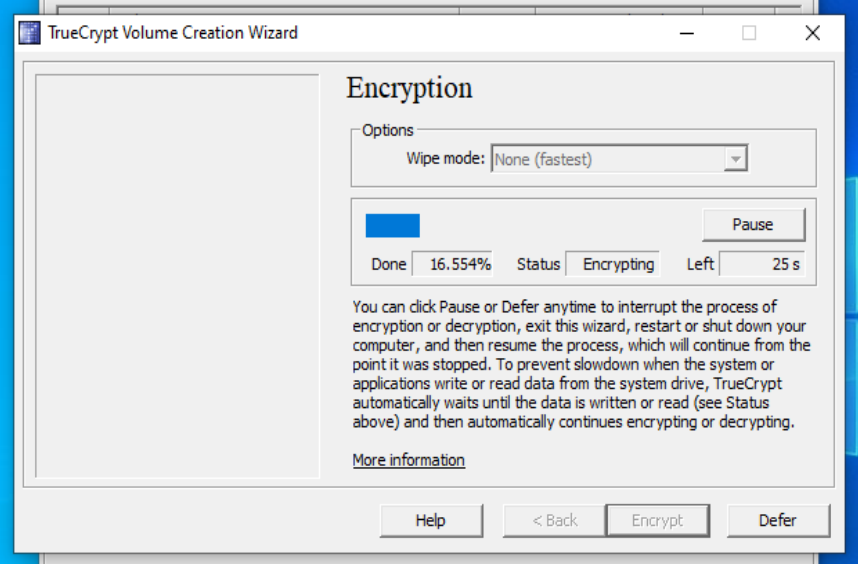 TrueCrypt Volume Creation Wizard
Encryption
Options
Wipe mode: None (fastest)
Pause
Done 16.554% Status Encrypting Left 25 s
You can click Pause or Defer anytime to interrupt the process of
encryption or decryption, exit this wizard, restart or shut down your
computer, and then resume the process, which will continue from the
point it was stopped. To prevent slowdown when the system or
applications write or read data from the system drive, TrueCrypt
automatically waits until the data is written or read (see Status
above) and then automatically continues encrypting or decrypting.
More information
Help < Back Encrypt Defer